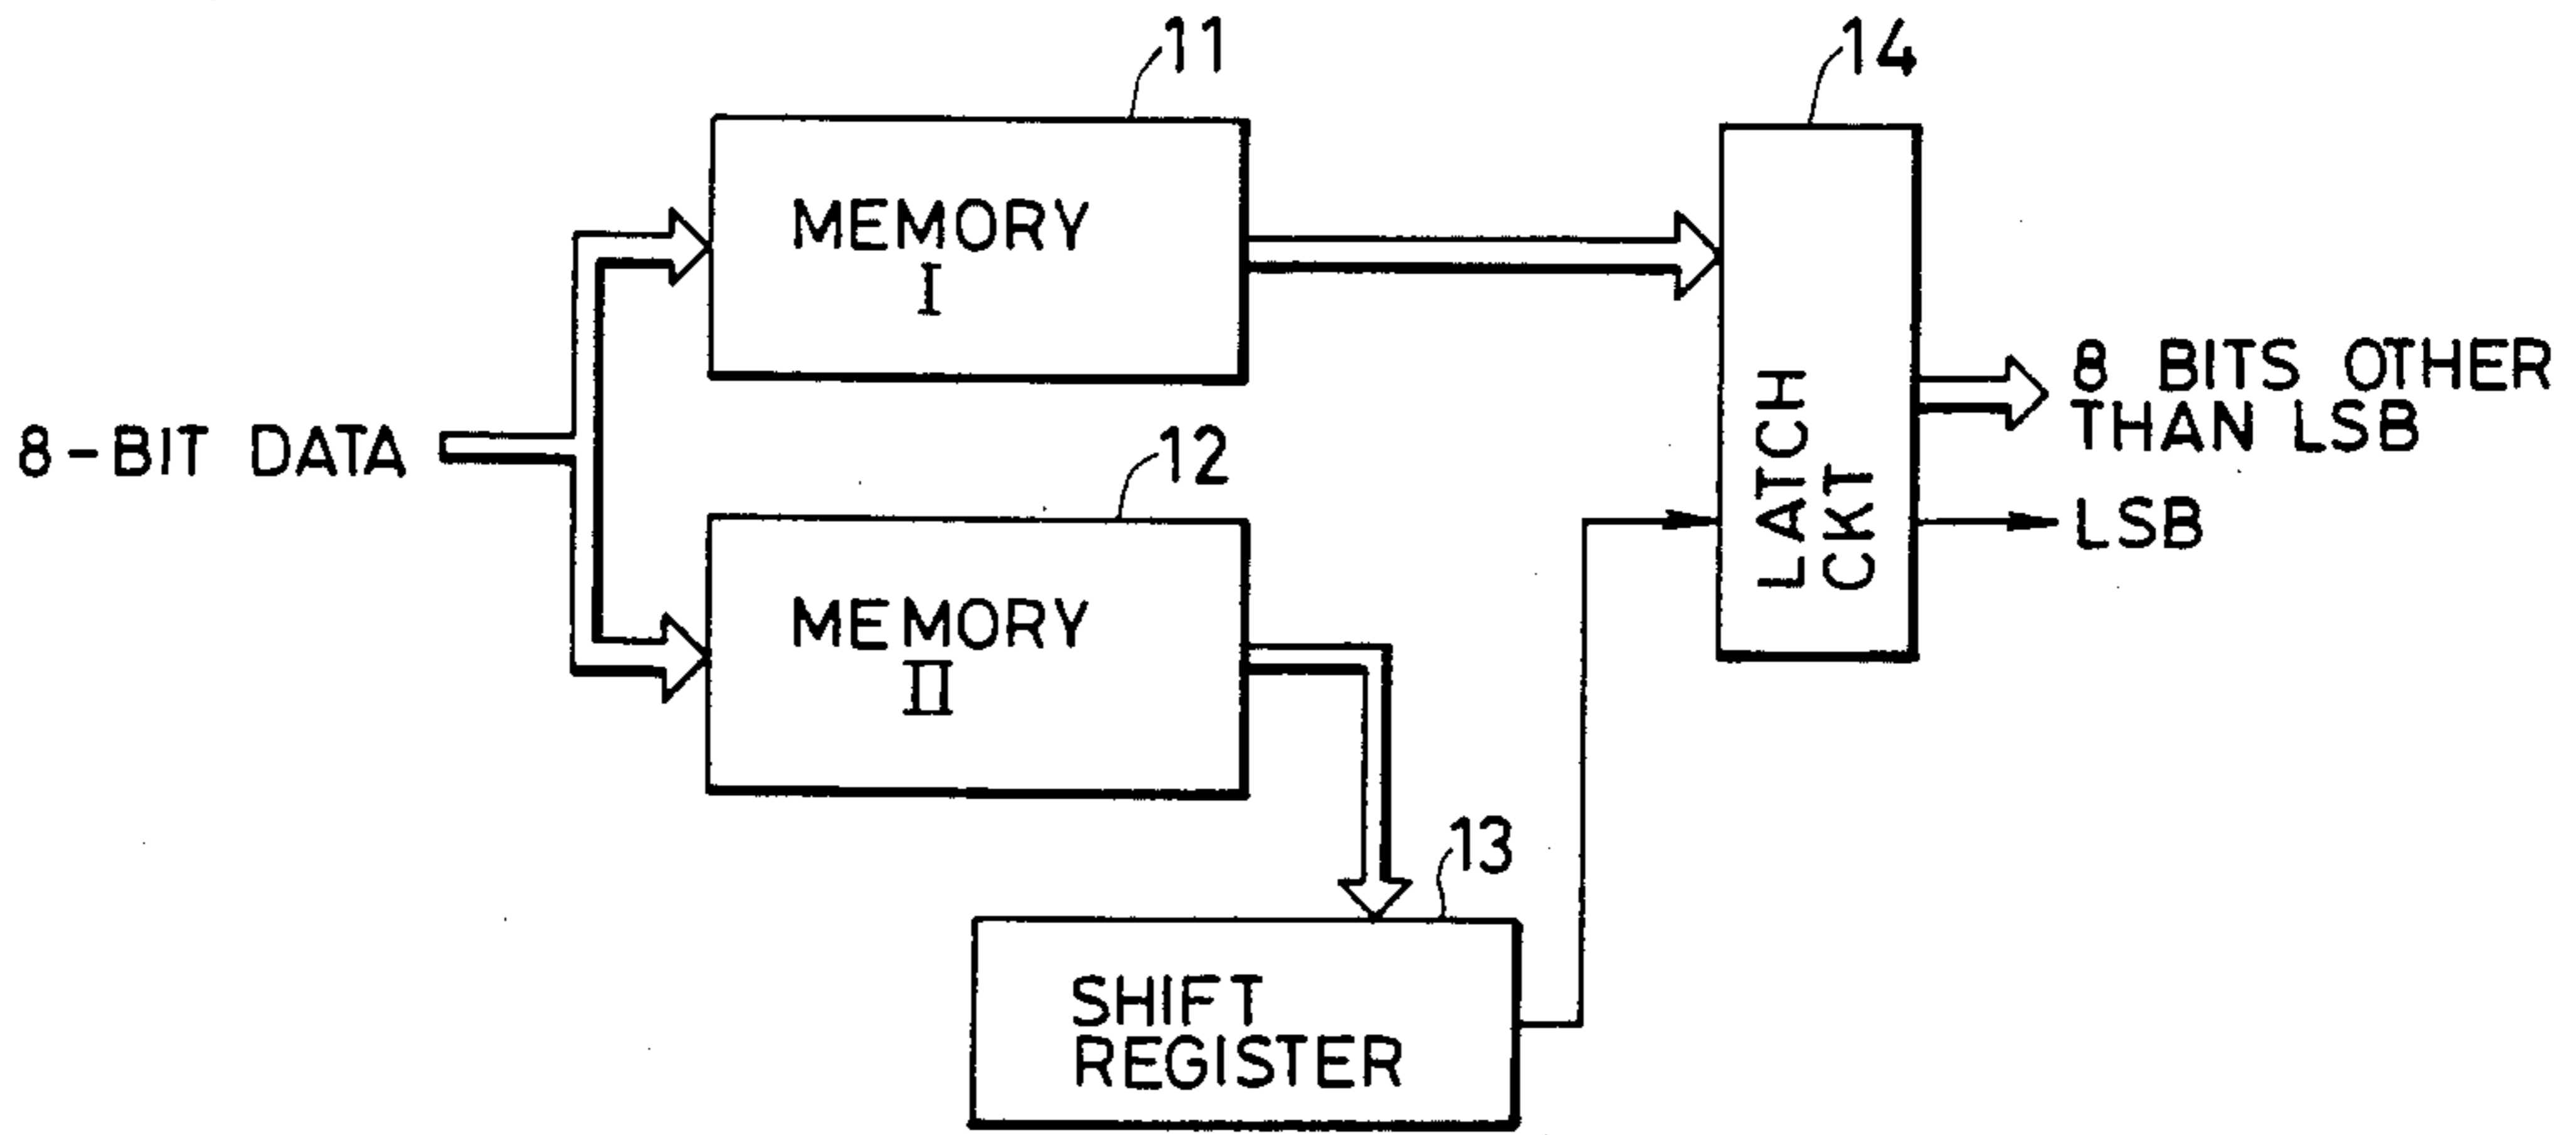 11
14
MEMORY
I
8 BITS OTHER
THAN LSB
8-BIT DATA
12
LATCH
CKT
LSB
MEMORY
II
13
SHIFT
REGISTER